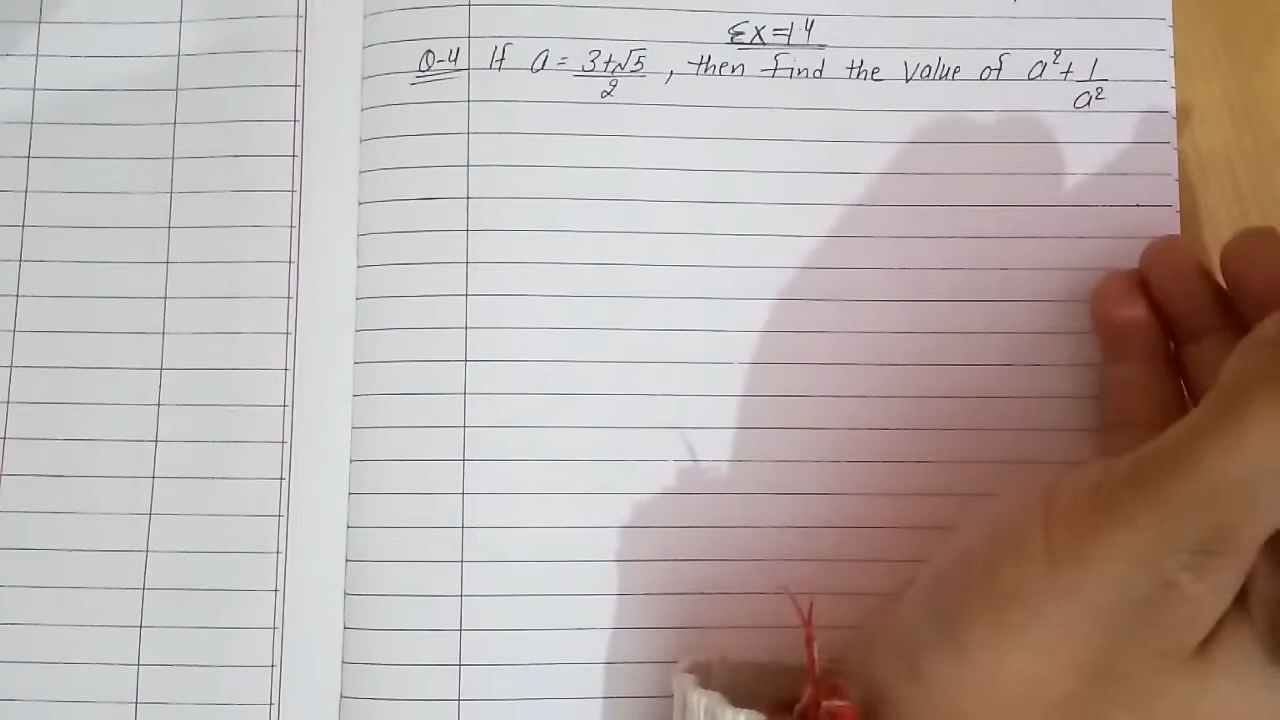 Ex=1.4
Q-4 If a = 3+√5/2 , then find the value of a²+1/a²